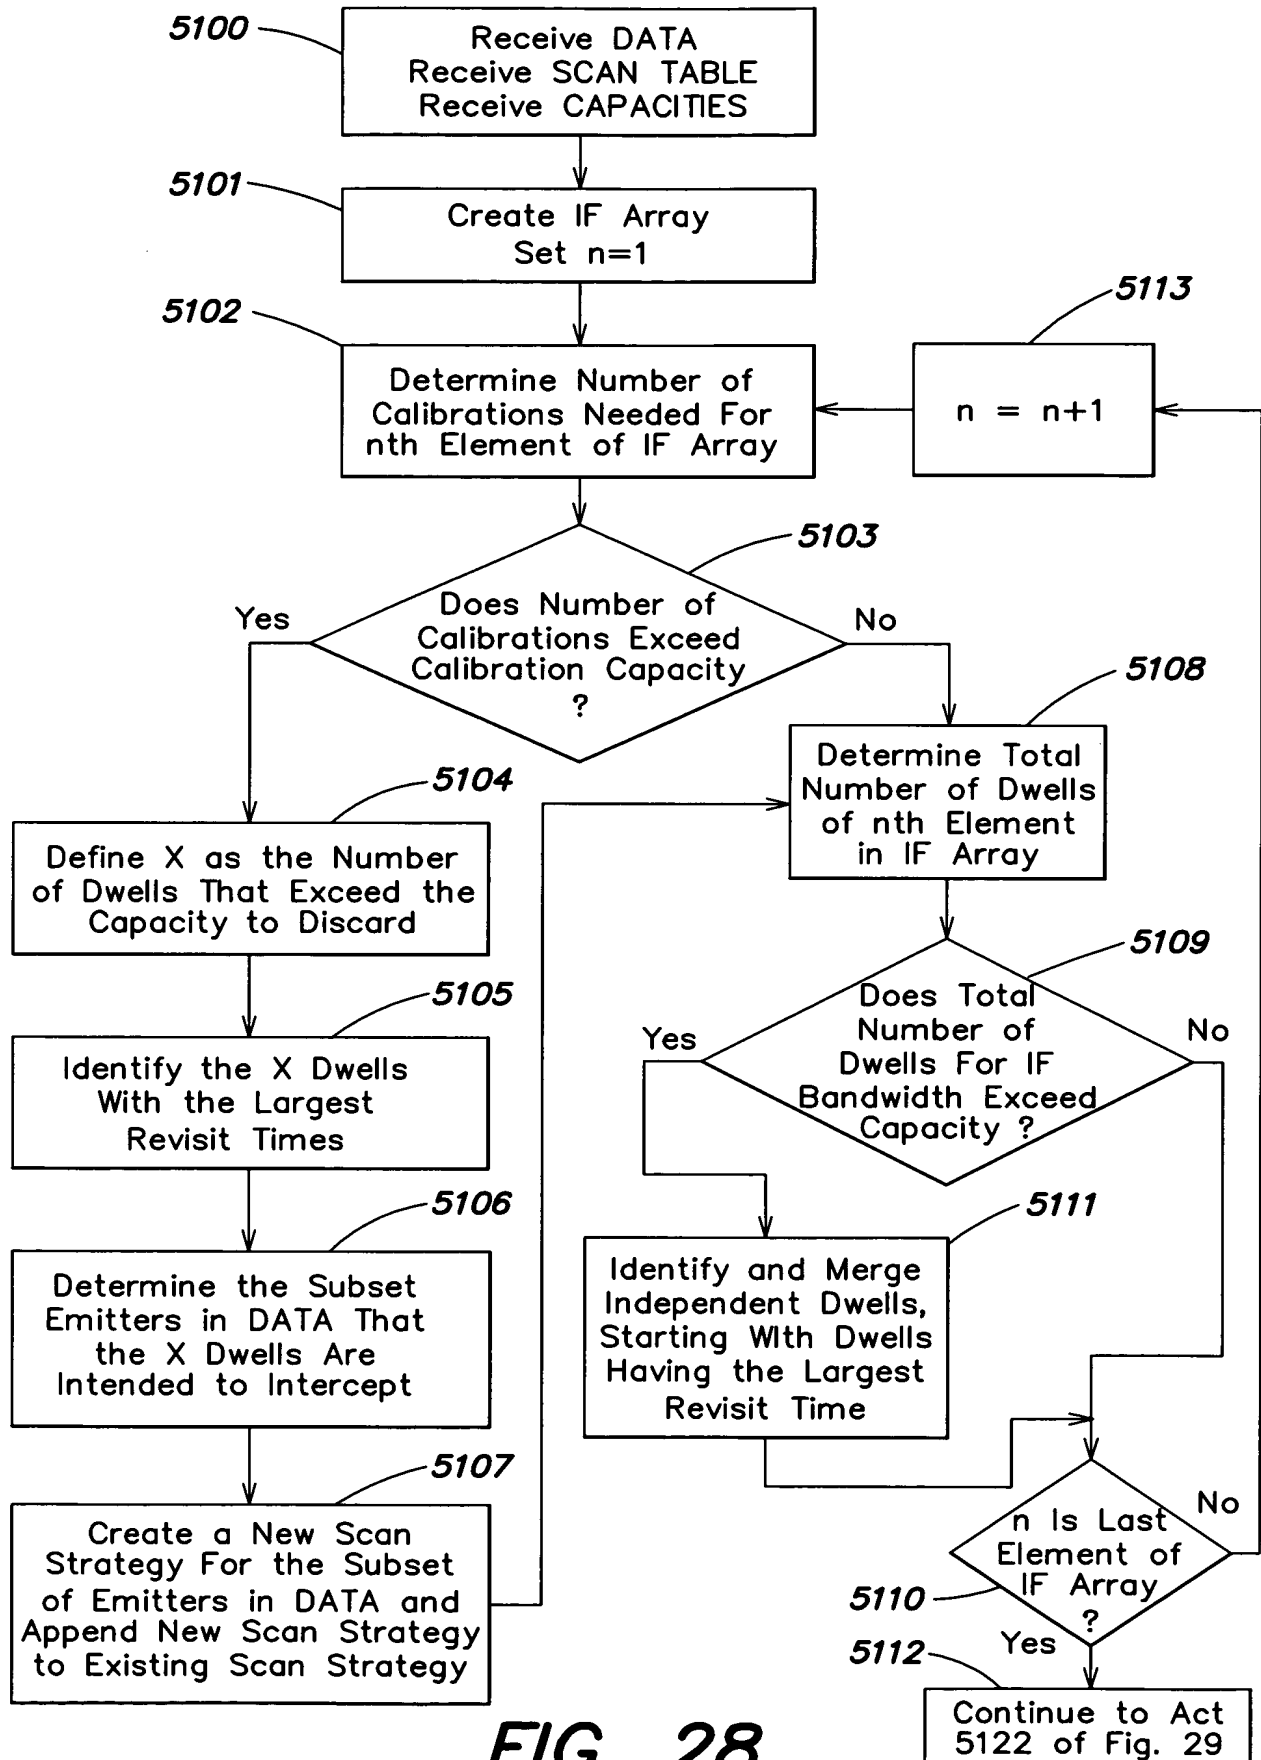 5100
Receive DATA
Receive SCAN TABLE
Receive CAPACITIES
5101
Create IF Array
Set n=1
5102
Determine Number of
Calibrations Needed For
nth Element of IF Array
5113
n = n+1
5103
Does Number of
Calibrations Exceed
Calibration Capacity
?
Yes
No
5104
Define X as the Number
of Dwells That Exceed the
Capacity to Discard
5105
Identify the X Dwells
With the Largest
Revisit Times
5106
Determine the Subset
Emitters in DATA That
the X Dwells Are
Intended to Intercept
5107
Create a New Scan
Strategy For the Subset
of Emitters in DATA and
Append New Scan Strategy
to Existing Scan Strategy
5108
Determine Total
Number of Dwells
of nth Element
in IF Array
5109
Does Total
Number of
Dwells For IF
Bandwidth Exceed
Capacity ?
Yes
No
5111
Identify and Merge
Independent Dwells,
Starting WIth Dwells
Having the Largest
Revisit Time
5110
n Is Last
Element of
IF Array
?
No
Yes
5112
Continue to Act
5122 of Fig. 29
FIG. 28